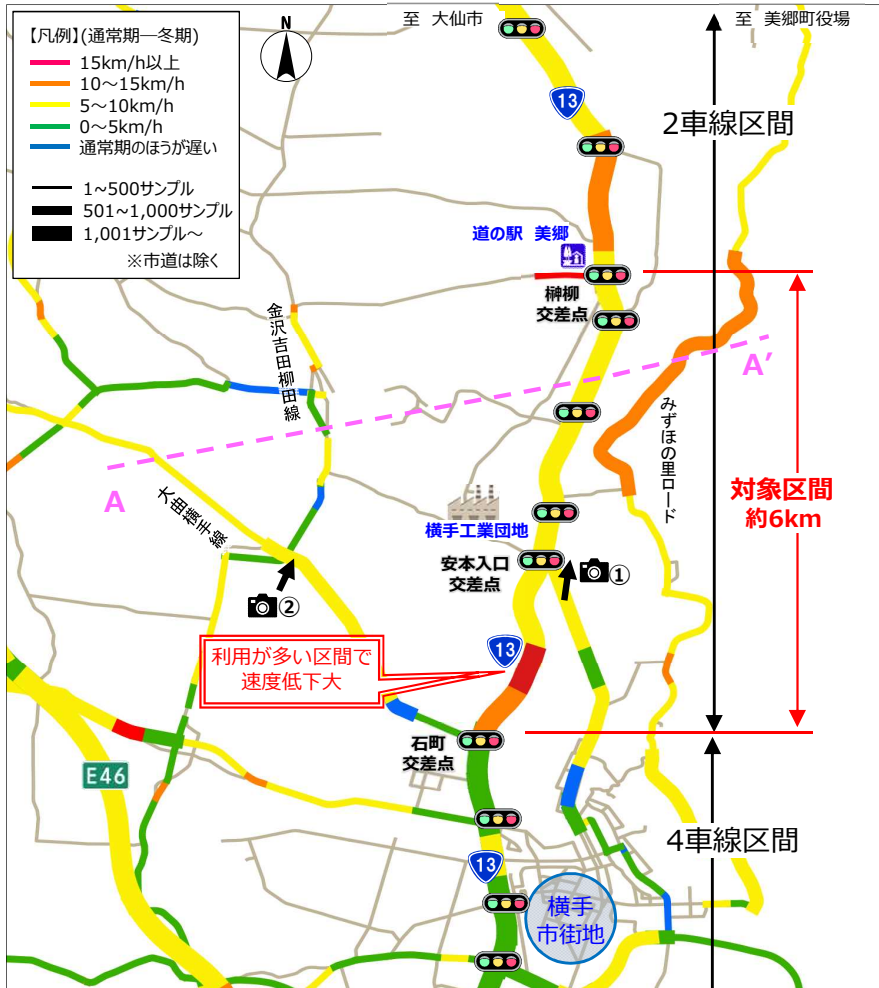 【凡例】(通常期―冬期)
15km/h以上
10～15km/h
5～10km/h
0～5km/h
通常期のほうが遅い
1~500サンプル
501~1,000サンプル
1,001サンプル～
※市道は除く
N
至 大仙市
至 美郷町役場
13
2車線区間
道の駅 美郷
榊柳
交差点
金沢吉田柳田線
A'
A
みずほの里ロード
対象区間
約6km
大曲横手線
横手工業団地
安本入口
交差点
①
②
13
利用が多い区間で
速度低下大
石町
交差点
E46
4車線区間
13
横手
市街地